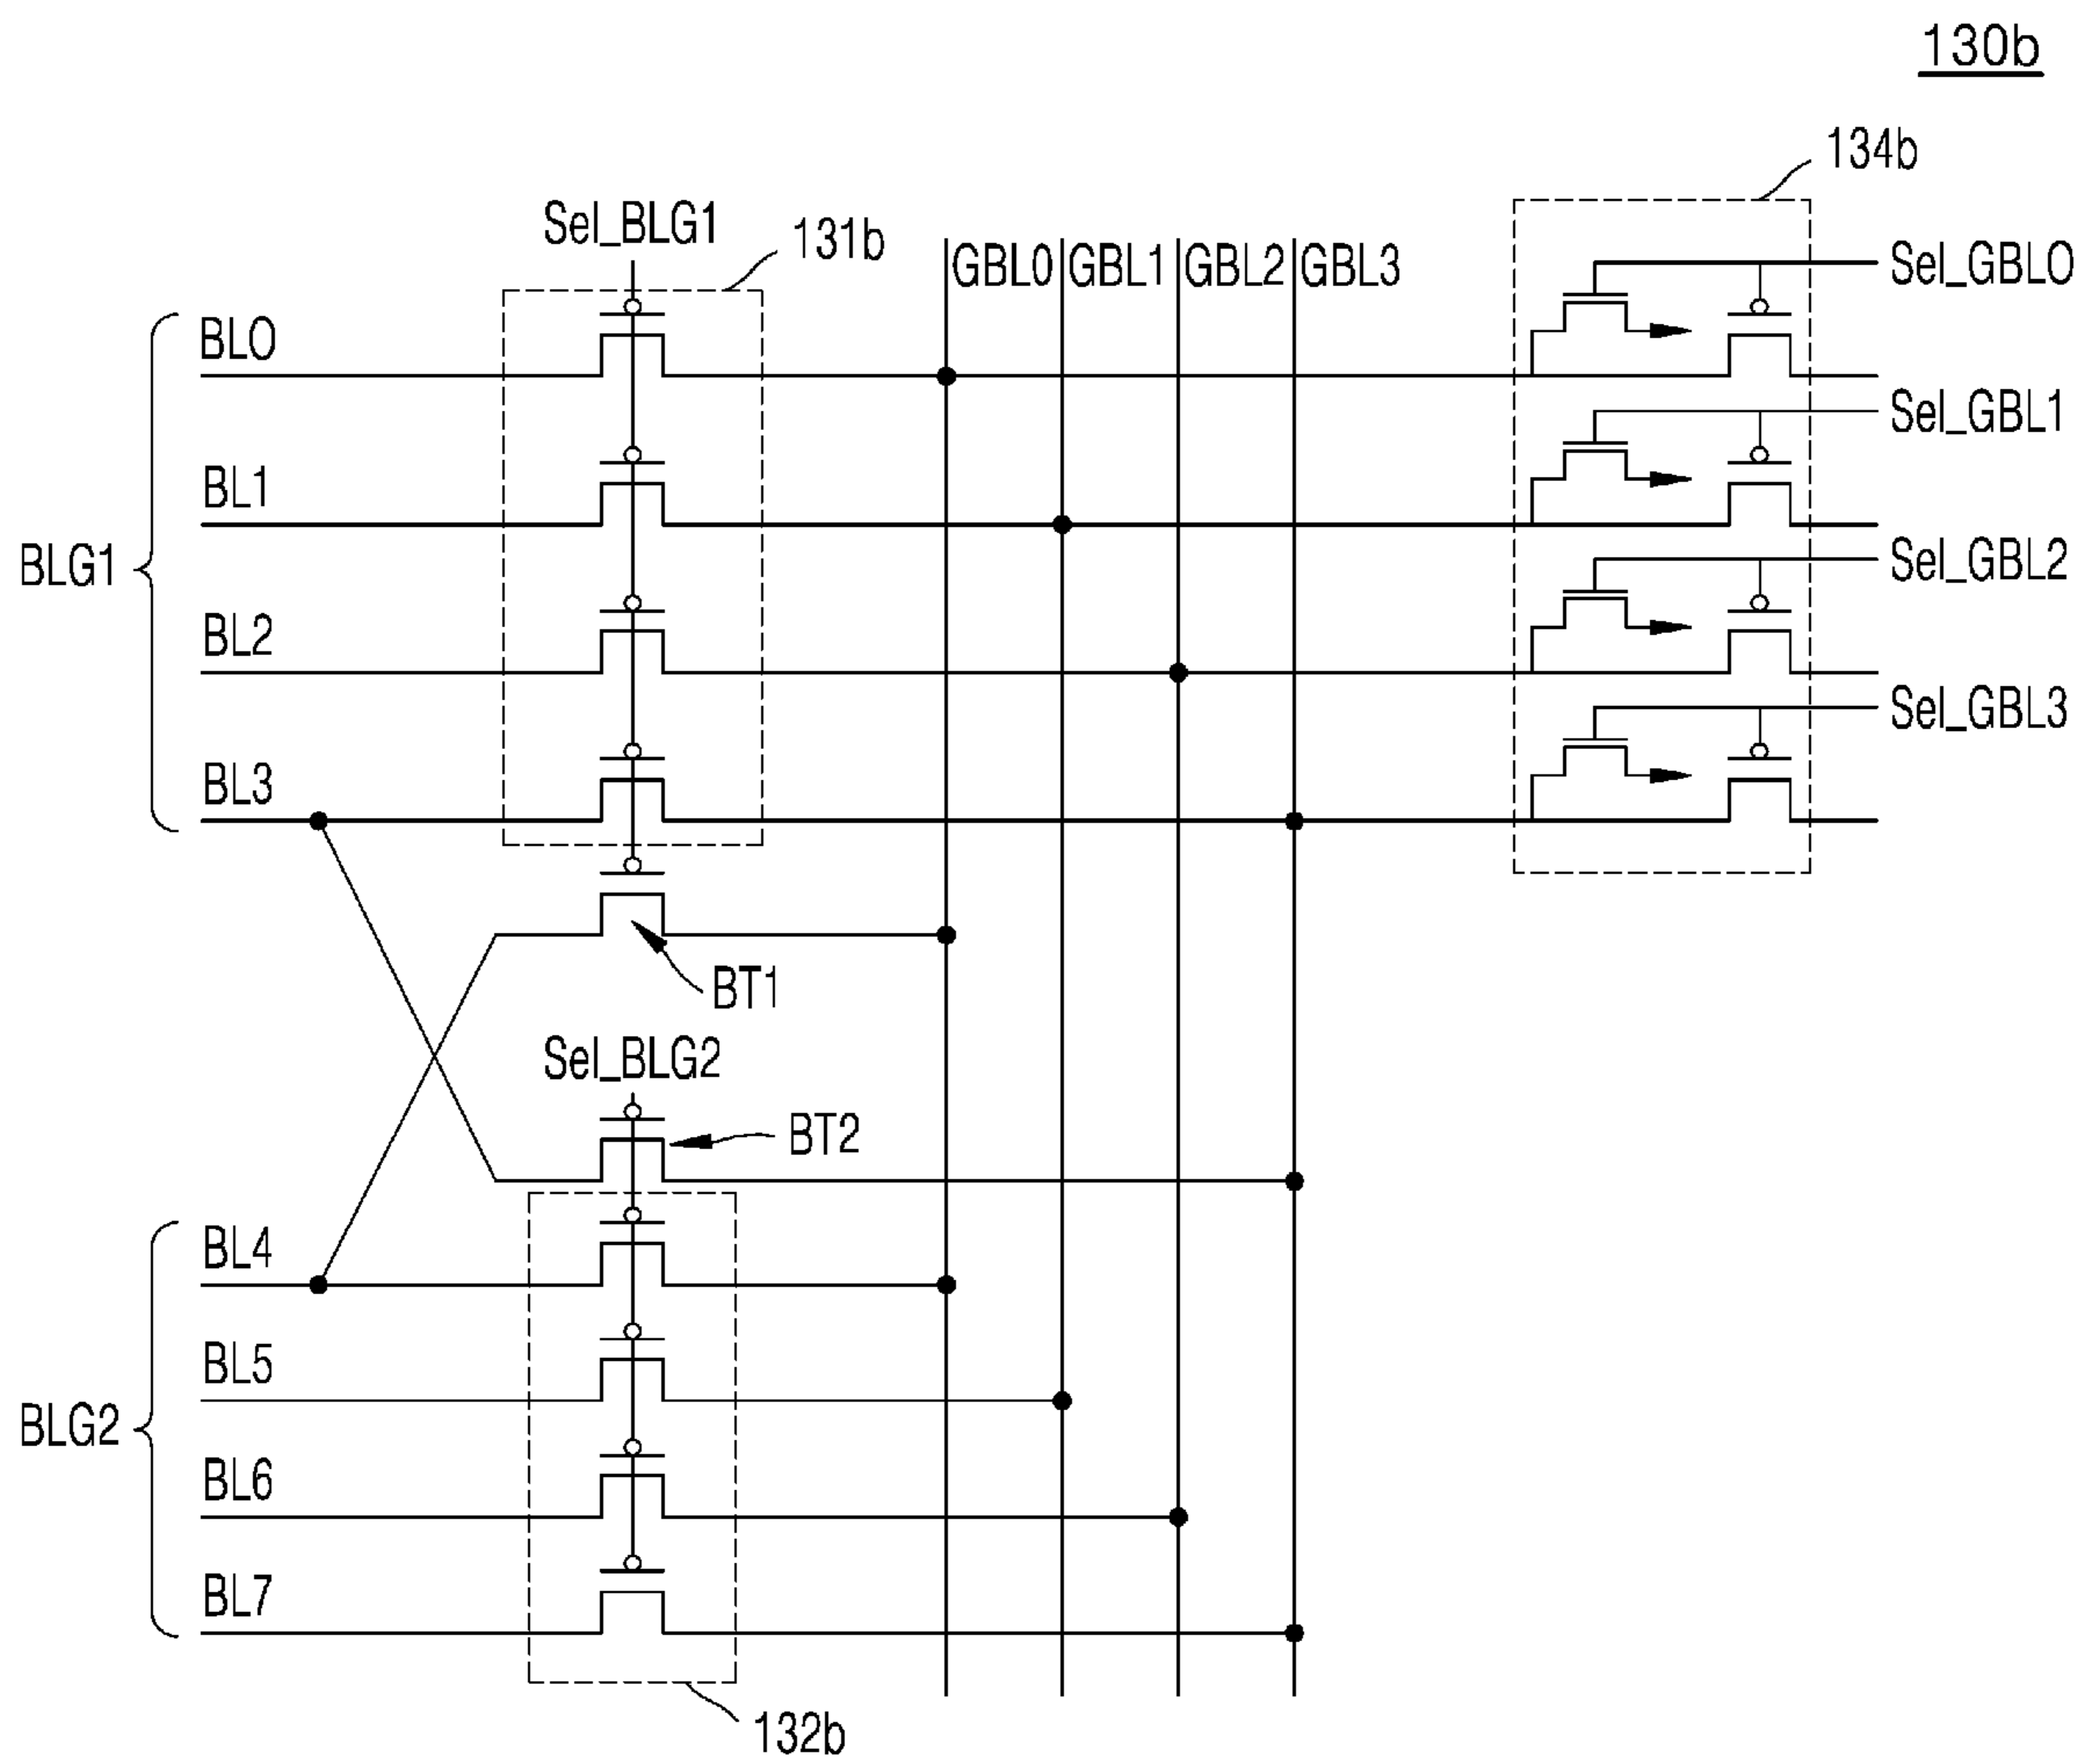 130b
134b
Sel_BLG1
131b
GBL0
GBL1
GBL2
GBL3
Sel_GBL0
BL0
Sel_GBL1
BL1
BLG1
Sel_GBL2
BL2
Sel_GBL3
BL3
BT1
Sel_BLG2
BT2
BL4
BL5
BLG2
BL6
BL7
132b